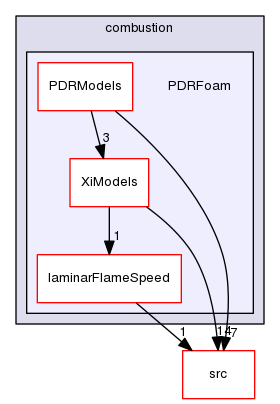 combustion
PDRModels
PDRFoam
3
XiModels
1
laminarFlameSpeed
1
14
7
src